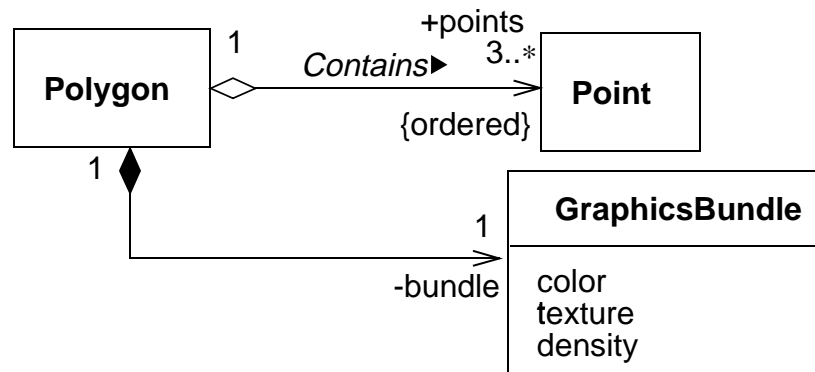 +points
1
3..*
Contains▶
Polygon
Point
{ordered}
1
GraphicsBundle
1
-bundle
color
texture
density